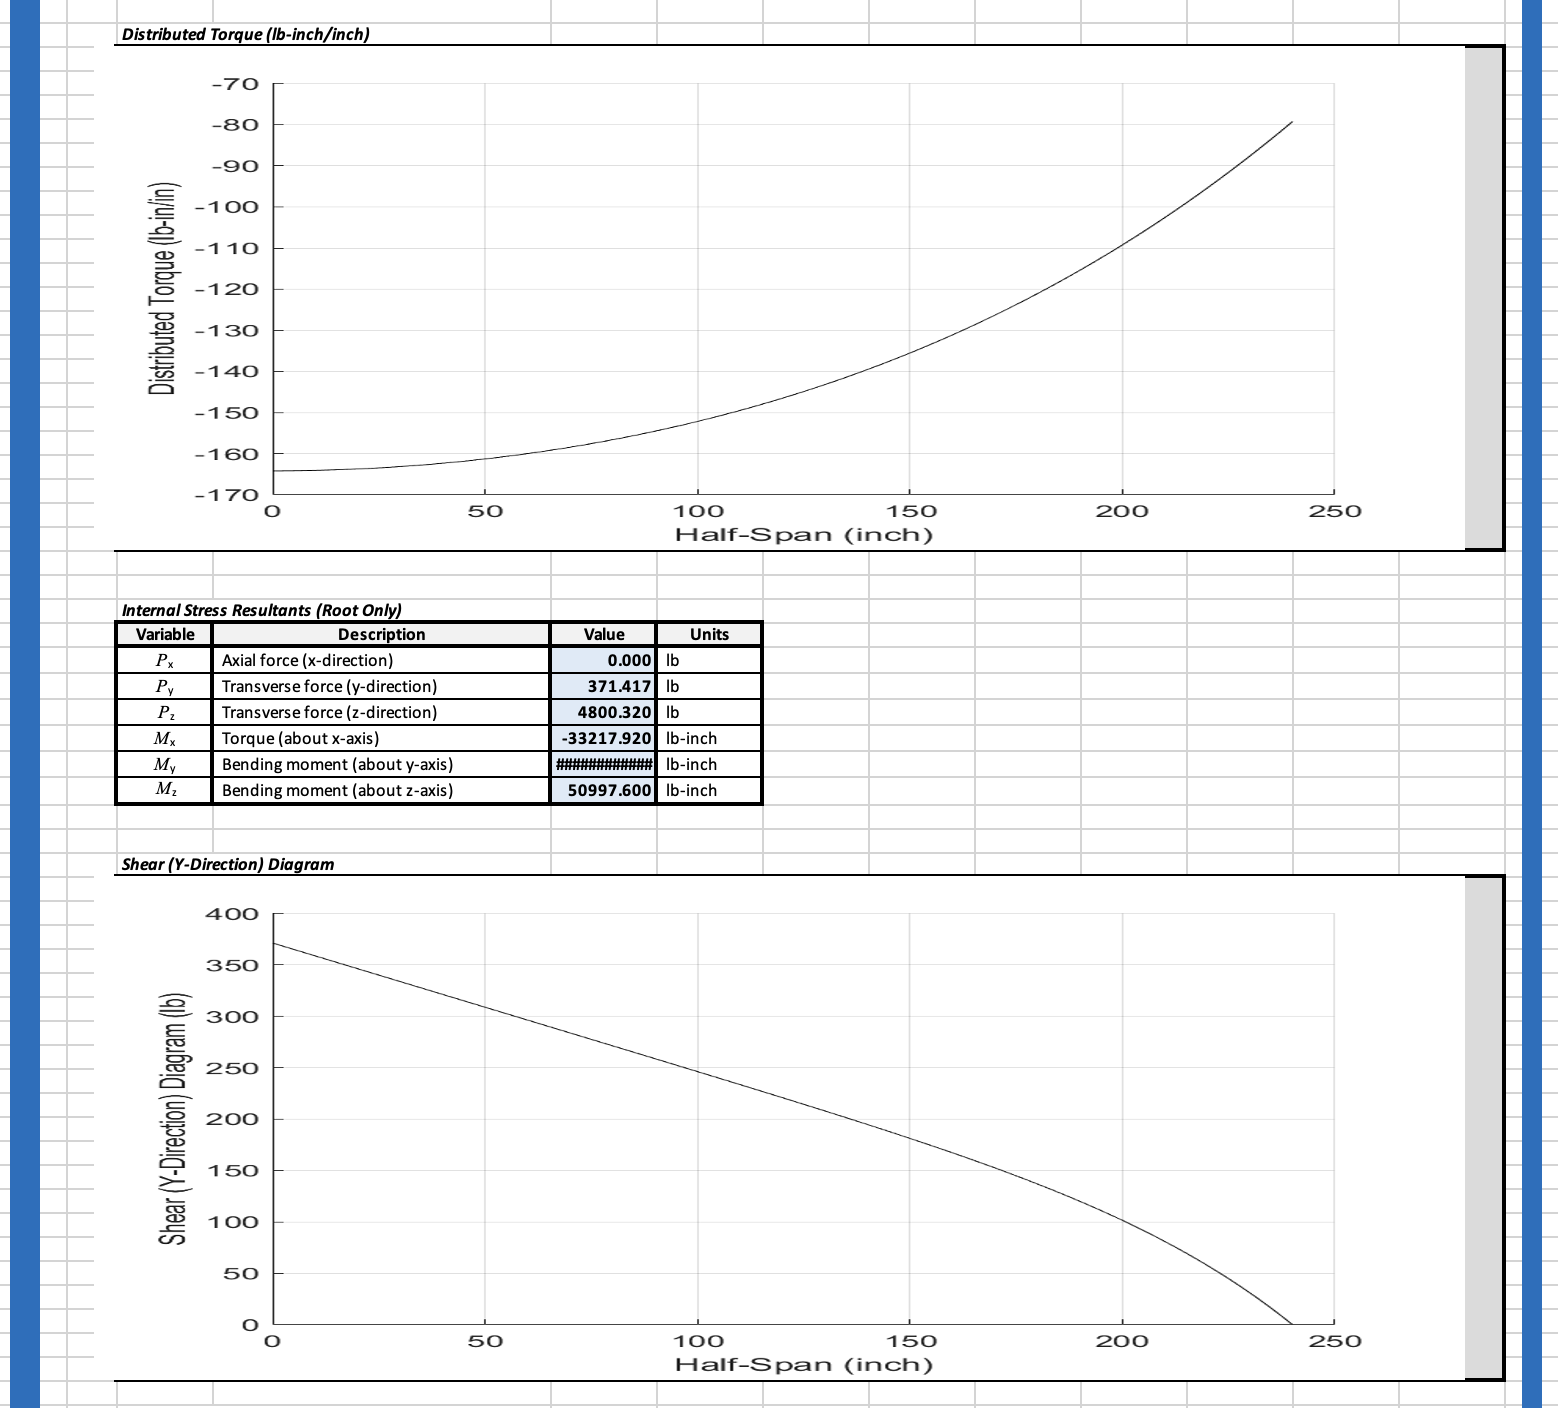 Distributed Torque (lb-inch/inch)
-70
-80
-90
-100
-110
-120
-130
-140
-150
-160
-170
Distributed Torque (lb-in/in)
0 50 100 150 200 250
Half-Span (inch)
Internal Stress Resultants (Root Only)
Variable Description Value Units
Px Axial force (x-direction) 0.000 lb
Py Transverse force (y-direction) 371.417 lb
Pz Transverse force (z-direction) 4800.320 lb
Mx Torque (about x-axis) -33217.920 lb-inch
My Bending moment (about y-axis) ############ lb-inch
Mz Bending moment (about z-axis) 50997.600 lb-inch
Shear (Y-Direction) Diagram
400
350
300
250
200
150
100
50
0
Shear (Y-Direction) Diagram (lb)
0 50 100 150 200 250
Half-Span (inch)